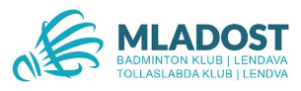 MLADOST
BADMINTON KLUB | LENDAVA
TOLLASLABDA KLUB | LENDVA